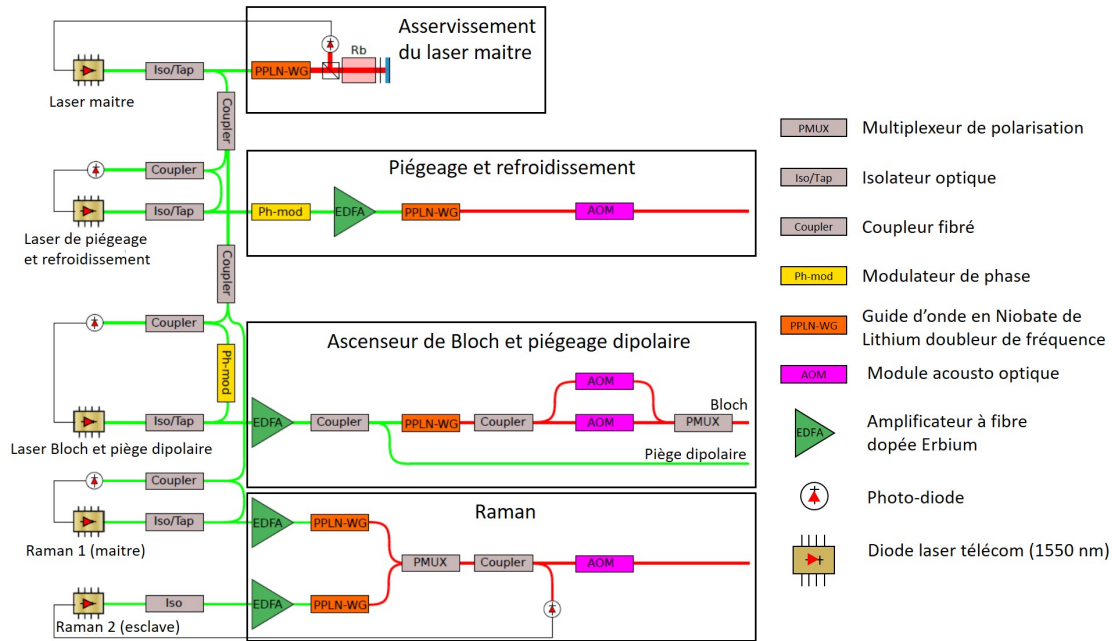 Asservissement
du laser maitre
Rb
Iso/Tap
PPLN-WG
Laser maitre
Coupler
Piégeage et refroidissement
Coupler
Iso/Tap
Ph-mod
EDFA
PPLN-WG
AOM
Laser de piégeage
et refroidissement
Coupler
Coupler
Ascenseur de Bloch et piégeage dipolaire
Ph-mod
AOM
Bloch
Iso/Tap
EDFA
Coupler
PPLN-WG
Coupler
AOM
PMUX
Laser Bloch et piège dipolaire
Piège dipolaire
Coupler
Raman
Iso/Tap
EDFA
PPLN-WG
Raman 1 (maitre)
PMUX
Coupler
AOM
Iso
EDFA
PPLN-WG
Raman 2 (esclave)
PMUX
Multiplexeur de polarisation
Iso/Tap
Isolateur optique
Coupler
Coupleur fibré
Ph-mod
Modulateur de phase
PPLN-WG
Guide d’onde en Niobate de
Lithium doubleur de fréquence
AOM
Module acousto optique
EDFA
Amplificateur à fibre
dopée Erbium
Photo-diode
Diode laser télécom (1550 nm)